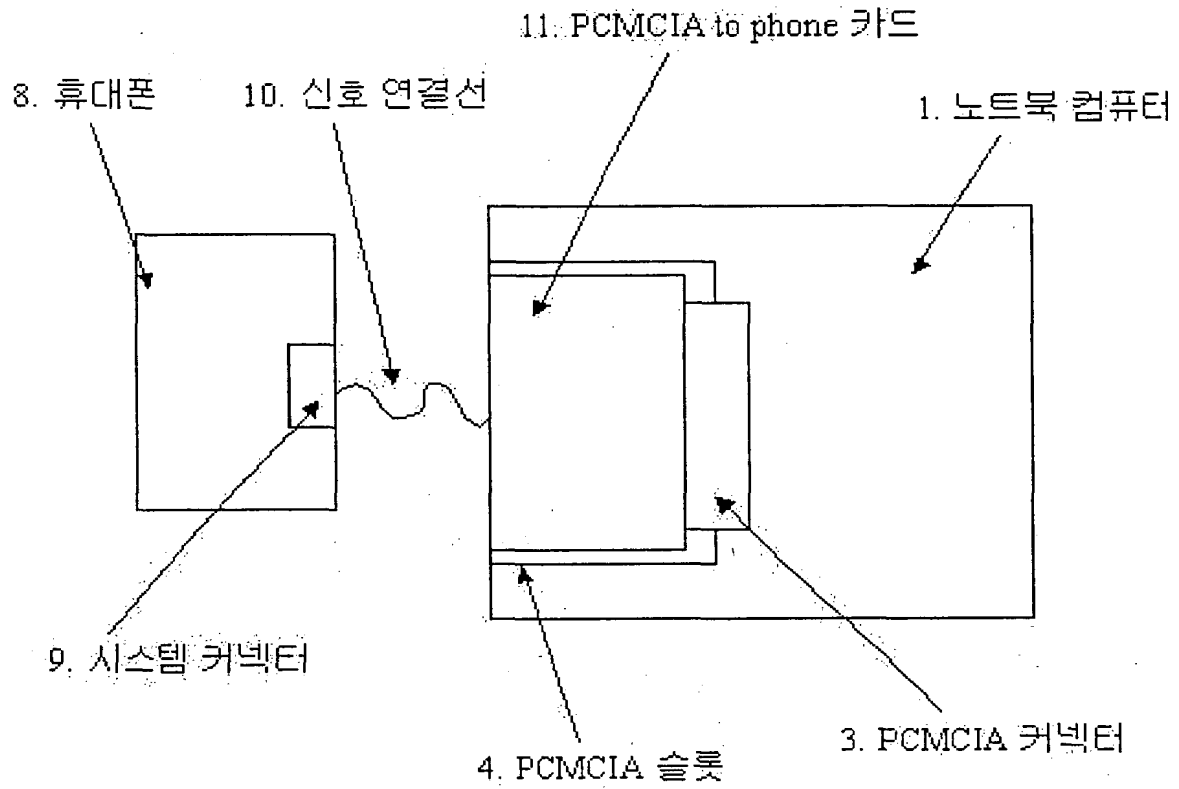 11. PCMCIA to phone 카드
8. 휴대폰
10. 신호 연결선
1. 노트북 컴퓨터
9. 시스템 커넥터
3. PCMCIA 커넥터
4. PCMCIA 슬롯